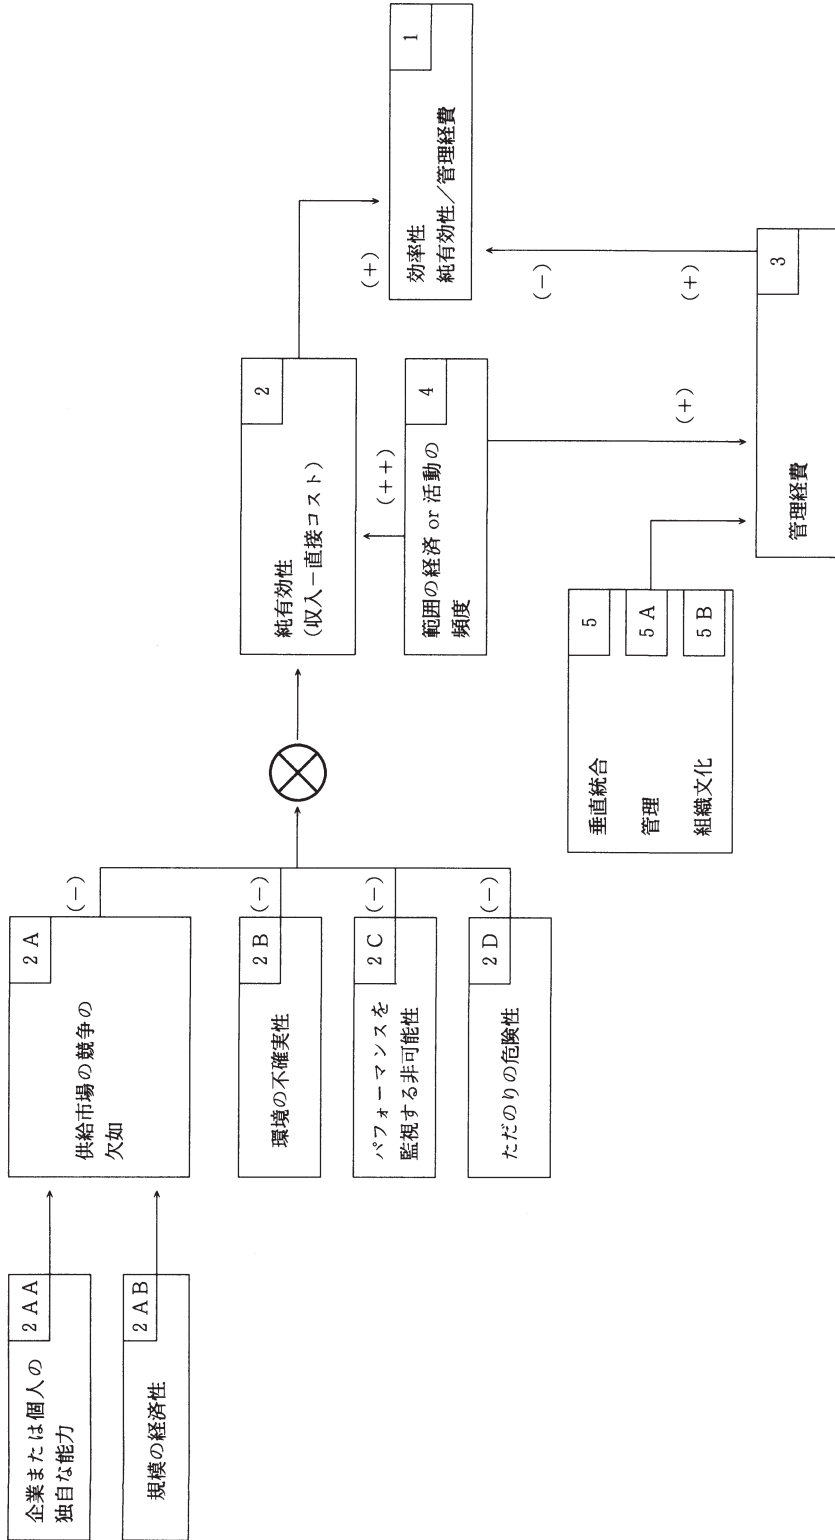 2AA
企業または個人の
独自な能力
2AB
規模の経済性
2A
供給市場の競争の
欠如
(－)
2B
環境の不確実性
(－)
2C
パフォーマンスを
監視する非可能性
(－)
2D
ただのりの危険性
(－)
2
純有効性
(収入－直接コスト)
(＋＋)
4
範囲の経済 or 活動の
頻度
(＋)
5
垂直統合
5A
管理
5B
組織文化
(＋)
1
効率性
純有効性／管理経費
(－)
(＋)
3
管理経費